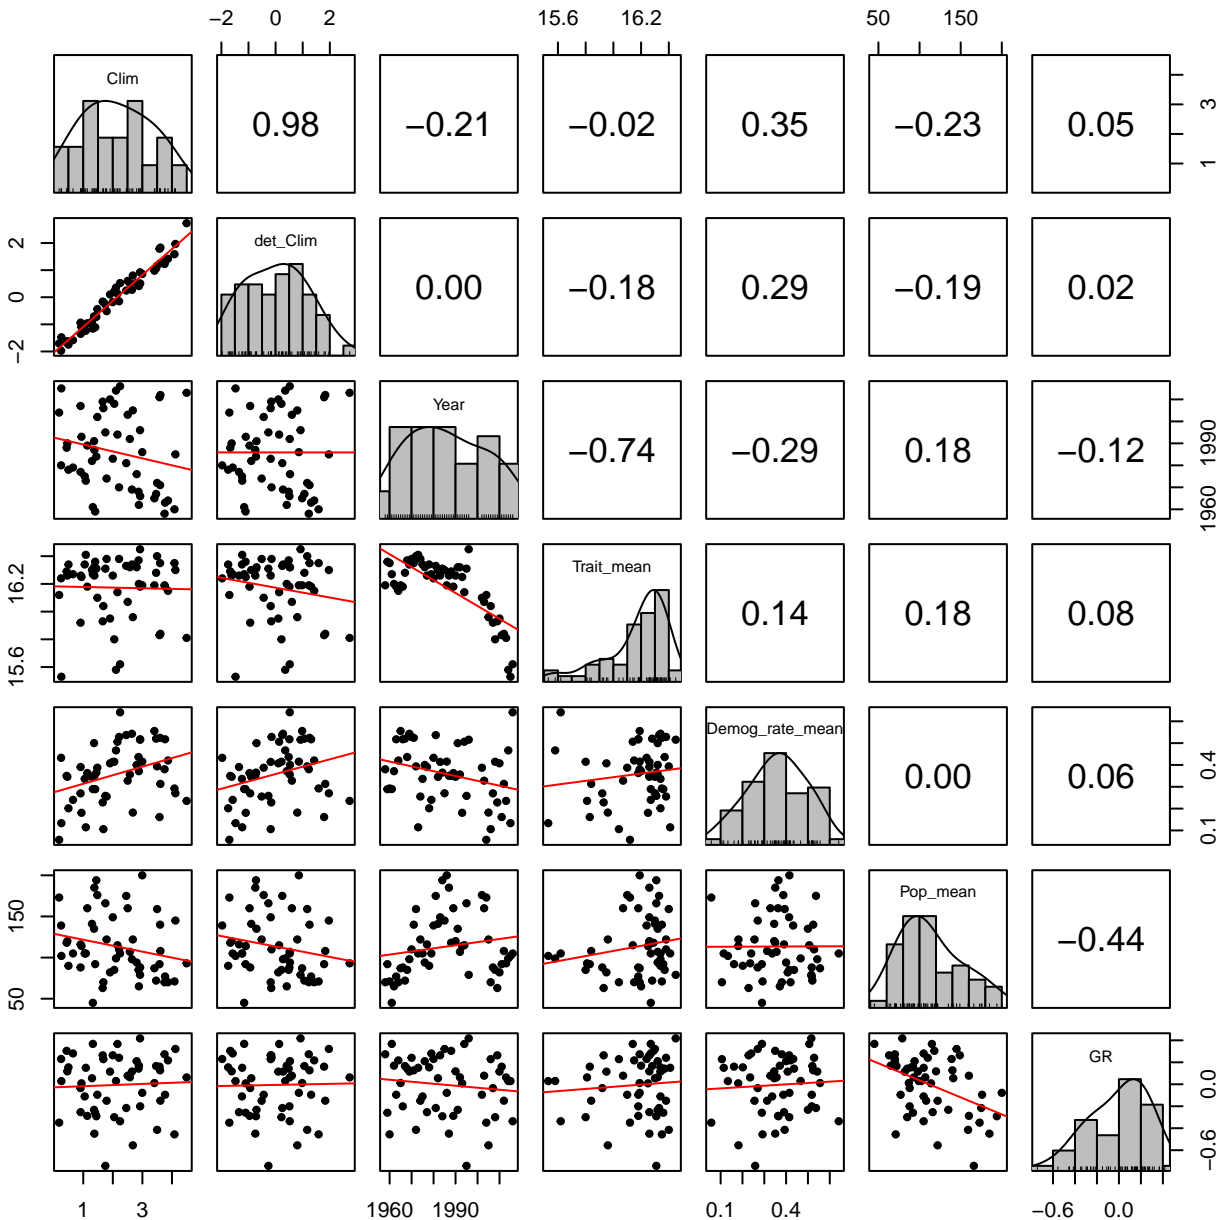 −2 0 2 15.6 16.2 50 150
Clim 0.98 −0.21 −0.02 0.35 −0.23 0.05 1 3
−2 0 2 det_Clim 0.00 −0.18 0.29 −0.19 0.02
Year −0.74 −0.29 0.18 −0.12 1960 1990
15.6 16.2 Trait_mean 0.14 0.18 0.08
Demog_rate_mean 0.00 0.06 0.1 0.4
50 150 Pop_mean −0.44
GR −0.6 0.0
1 3 1960 1990 0.1 0.4 −0.6 0.0